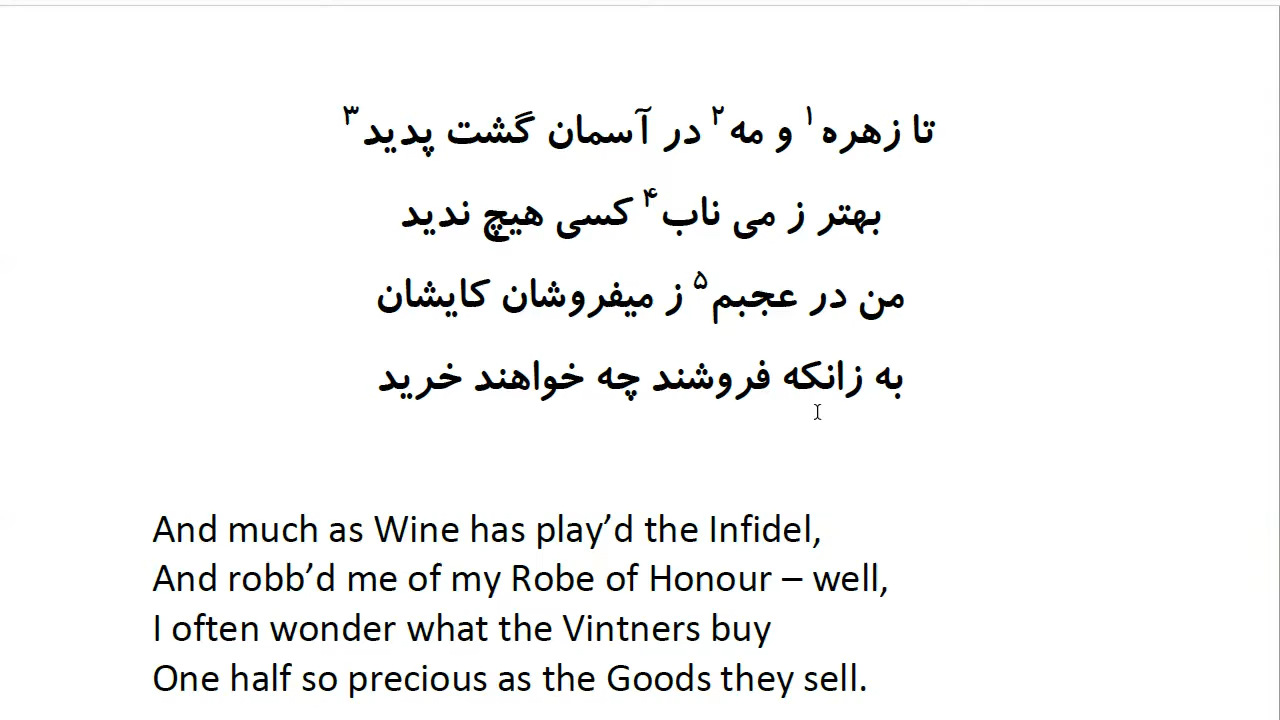 تا زهره۱ و مه۲ در آسمان گشت پدید۳
بهتر ز می ناب۴ کسی هیچ ندید
من در عجبم۵ ز میفروشان کایشان
به زانکه فروشند چه خواهند خرید
And much as Wine has play’d the Infidel,
And robb’d me of my Robe of Honour – well,
I often wonder what the Vintners buy
One half so precious as the Goods they sell.